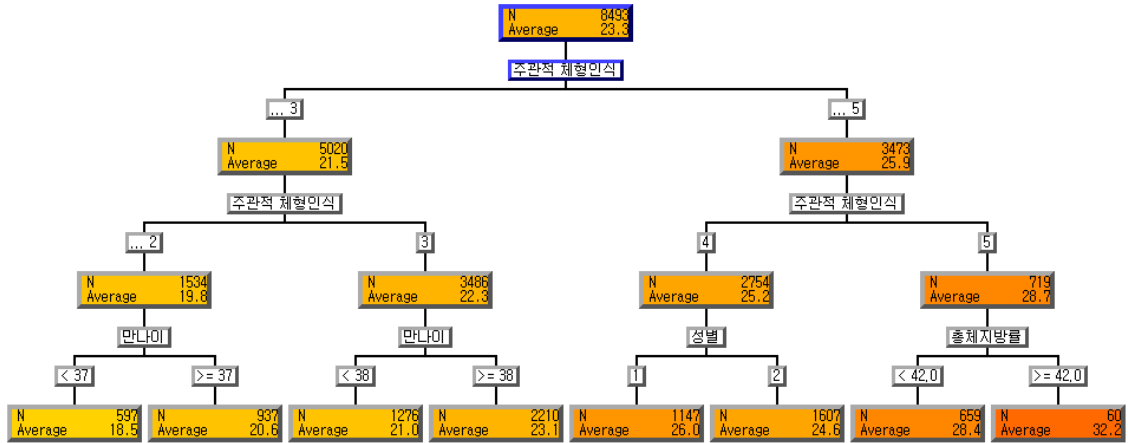 N 8493
Average 23.3
주관적 체형인식
... 3
... 5
N 5020
Average 21.5
N 3473
Average 25.9
주관적 체형인식
주관적 체형인식
... 2
3
4
5
N 1534
Average 19.8
N 3486
Average 22.3
N 2754
Average 25.2
N 719
Average 28.7
만나이
만나이
성별
총체지방률
< 37
>= 37
< 38
>= 38
1
2
< 42,0
>= 42,0
N 597
Average 18.5
N 937
Average 20.6
N 1276
Average 21.0
N 2210
Average 23.1
N 1147
Average 26.0
N 1607
Average 24.6
N 659
Average 28.4
N 60
Average 32.2